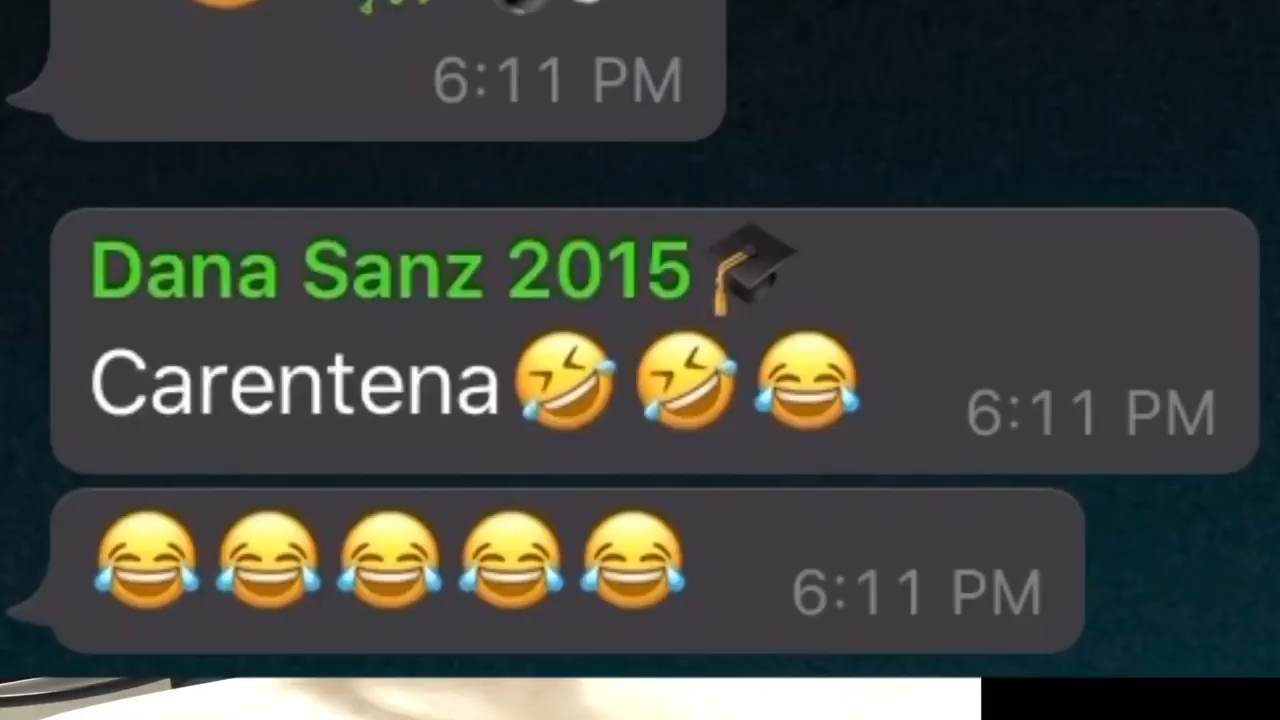 6:11 PM
Dana Sanz 2015🎓
Carentena🤣🤣😂 6:11 PM
😂😂😂😂😂 6:11 PM